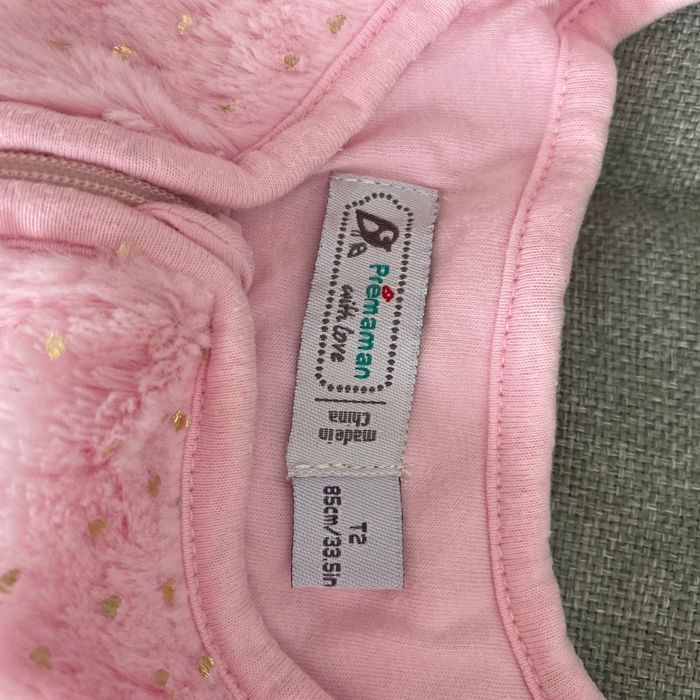 Prémaman
with love
made in
China
T2
85cm/33.5in